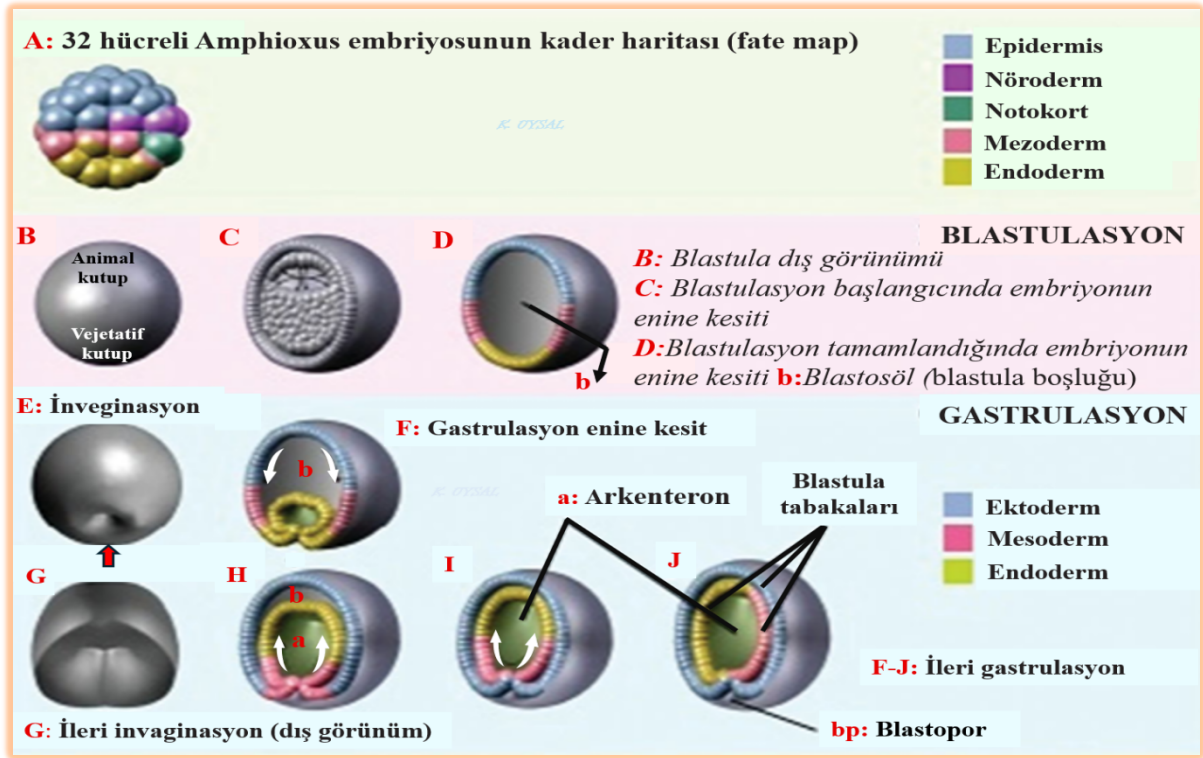 A: 32 hücreli Amphioxus embriyosunun kader haritası (fate map)
Epidermis
Nöroderm
Notokort
Mezoderm
Endoderm
K. UYSAL
BLASTULASYON
B
Animal
kutup
Vejetatif
kutup
C
D
b
B: Blastula dış görünümü
C: Blastulasyon başlangıcında embriyonun
enine kesiti
D:Blastulasyon tamamlandığında embriyonun
enine kesiti b:Blastosöl (blastula boşluğu)
GASTRULASYON
E: İnveginasyon
F: Gastrulasyon enine kesit
b
K. UYSAL
a: Arkenteron
Blastula
tabakaları
Ektoderm
Mesoderm
Endoderm
G
H
b
a
I
J
F-J: İleri gastrulasyon
G: İleri invaginasyon (dış görünüm)
bp: Blastopor